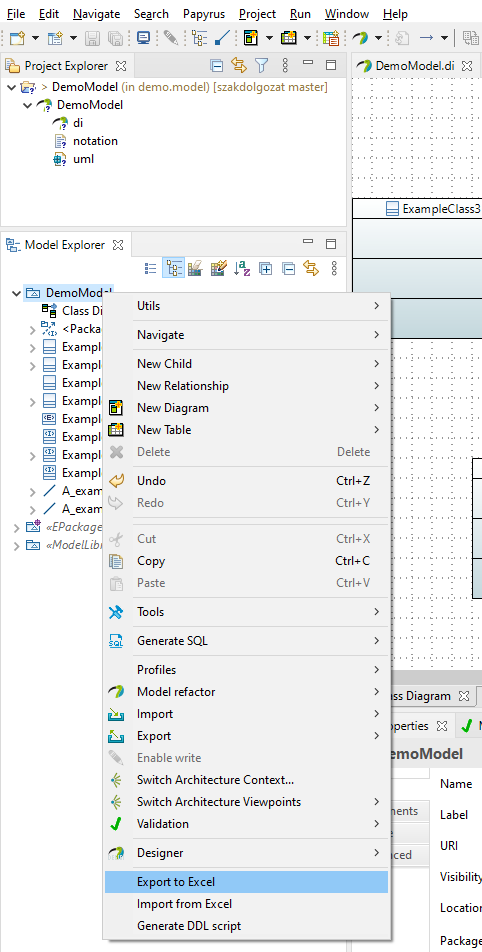 File Edit Navigate Search Papyrus Project Run Window Help
Project Explorer
DemoModel.di
> DemoModel (in demo.model) [szakdolgozat master]
DemoModel
di
notation
uml
ExampleClass3
Model Explorer
DemoModel
Class Di
<Packa
Exampl
Exampl
Exampl
Exampl
Exampl
Exampl
Exampl
Exampl
A_exam
A_exam
«EPackage
«ModelLibr
Utils
Navigate
New Child
New Relationship
New Diagram
New Table
Delete Delete
Undo Ctrl+Z
Redo Ctrl+Y
Cut Ctrl+X
Copy Ctrl+C
Paste Ctrl+V
Tools
Generate SQL
Profiles
Model refactor
Import
Export
Enable write
Switch Architecture Context...
Switch Architecture Viewpoints
Validation
Designer
Export to Excel
Import from Excel
Generate DDL script
ass Diagram
operties
emoModel
ments
e
aced
Name
Label
URI
Visibility
Location
Package